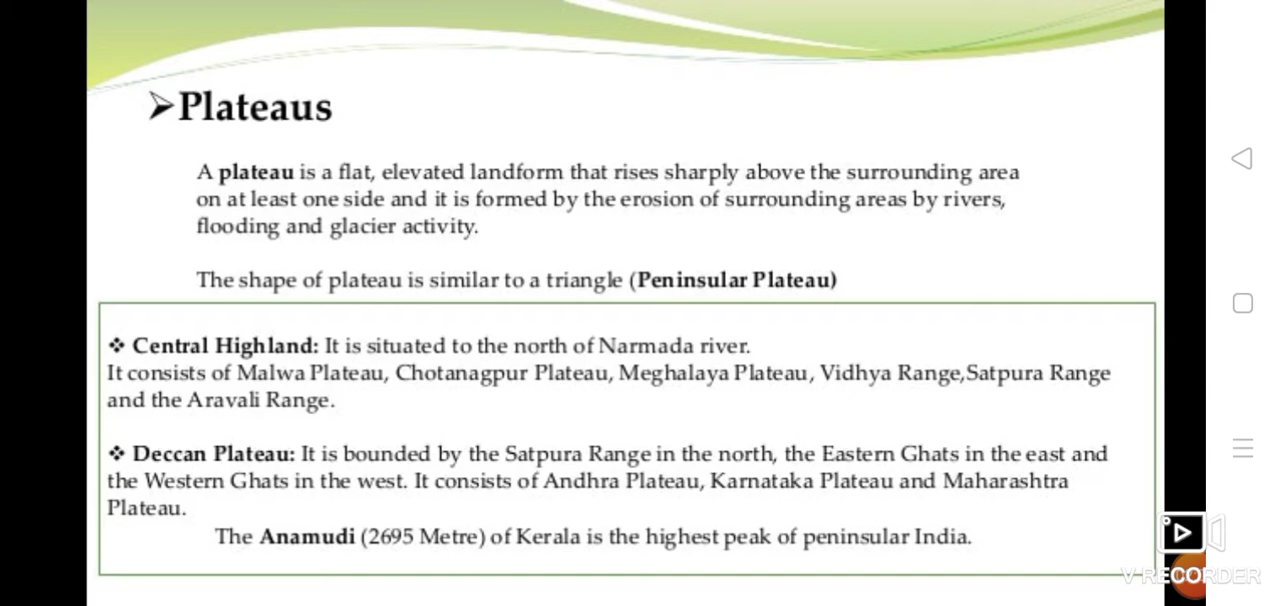 ➢Plateaus
A plateau is a flat, elevated landform that rises sharply above the surrounding area
on at least one side and it is formed by the erosion of surrounding areas by rivers,
flooding and glacier activity.
The shape of plateau is similar to a triangle (Peninsular Plateau)
❖ Central Highland: It is situated to the north of Narmada river.
It consists of Malwa Plateau, Chotanagpur Plateau, Meghalaya Plateau, Vidhya Range,Satpura Range
and the Aravali Range.
❖ Deccan Plateau: It is bounded by the Satpura Range in the north, the Eastern Ghats in the east and
the Western Ghats in the west. It consists of Andhra Plateau, Karnataka Plateau and Maharashtra
Plateau.
The Anamudi (2695 Metre) of Kerala is the highest peak of peninsular India.
V RECORDER